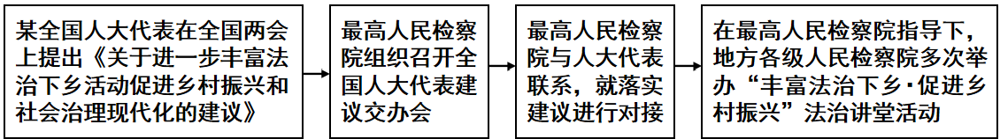 某全国人大代表在全国两会
上提出《关于进一步丰富法
治下乡活动促进乡村振兴和
社会治理现代化的建议》
最高人民检察
院组织召开全
国人大代表建
议交办会
最高人民检察
院与人大代表
联系，就落实
建议进行对接
在最高人民检察院指导下，
地方各级人民检察院多次举
办“丰富法治下乡·促进乡
村振兴”法治讲堂活动